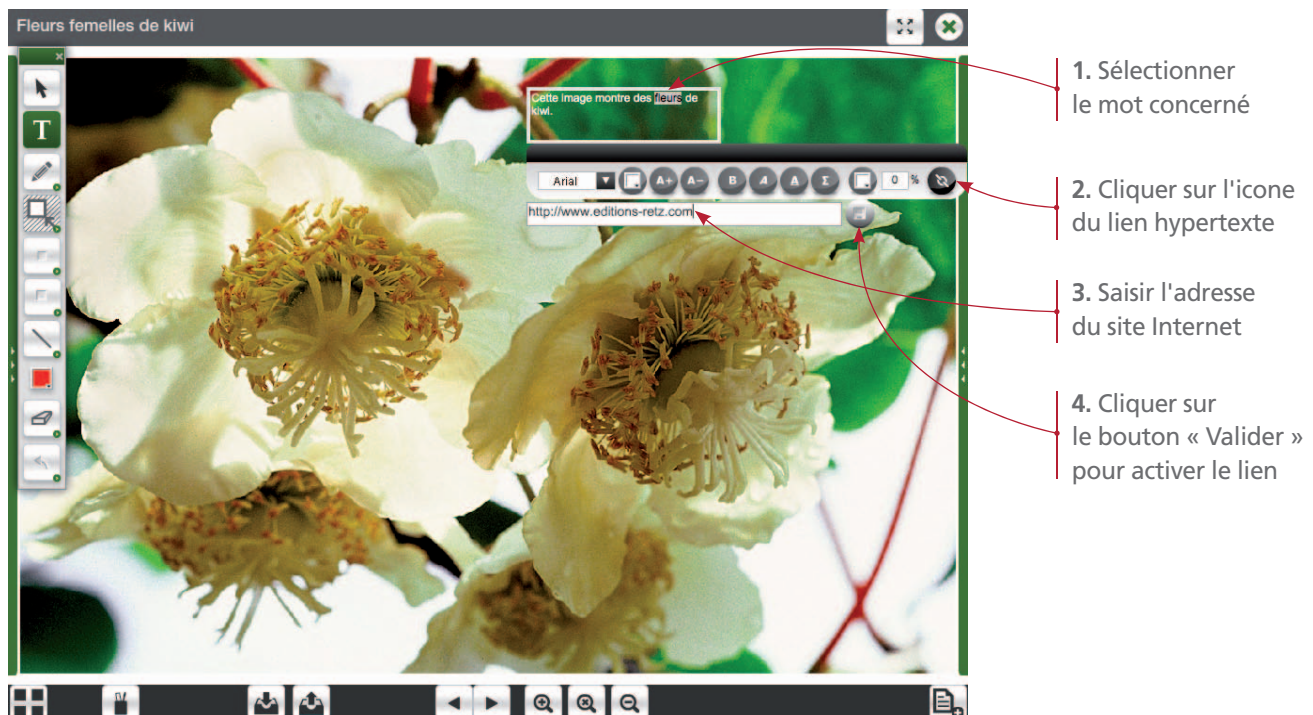 Fleurs femelles de kiwi
Cette image montre des fleurs de
kiwi.
T
Arial
A+ A- B A A Σ 0 %
http://www.editions-retz.com
1. Sélectionner
le mot concerné
2. Cliquer sur l'icone
du lien hypertexte
3. Saisir l'adresse
du site Internet
4. Cliquer sur
le bouton « Valider »
pour activer le lien